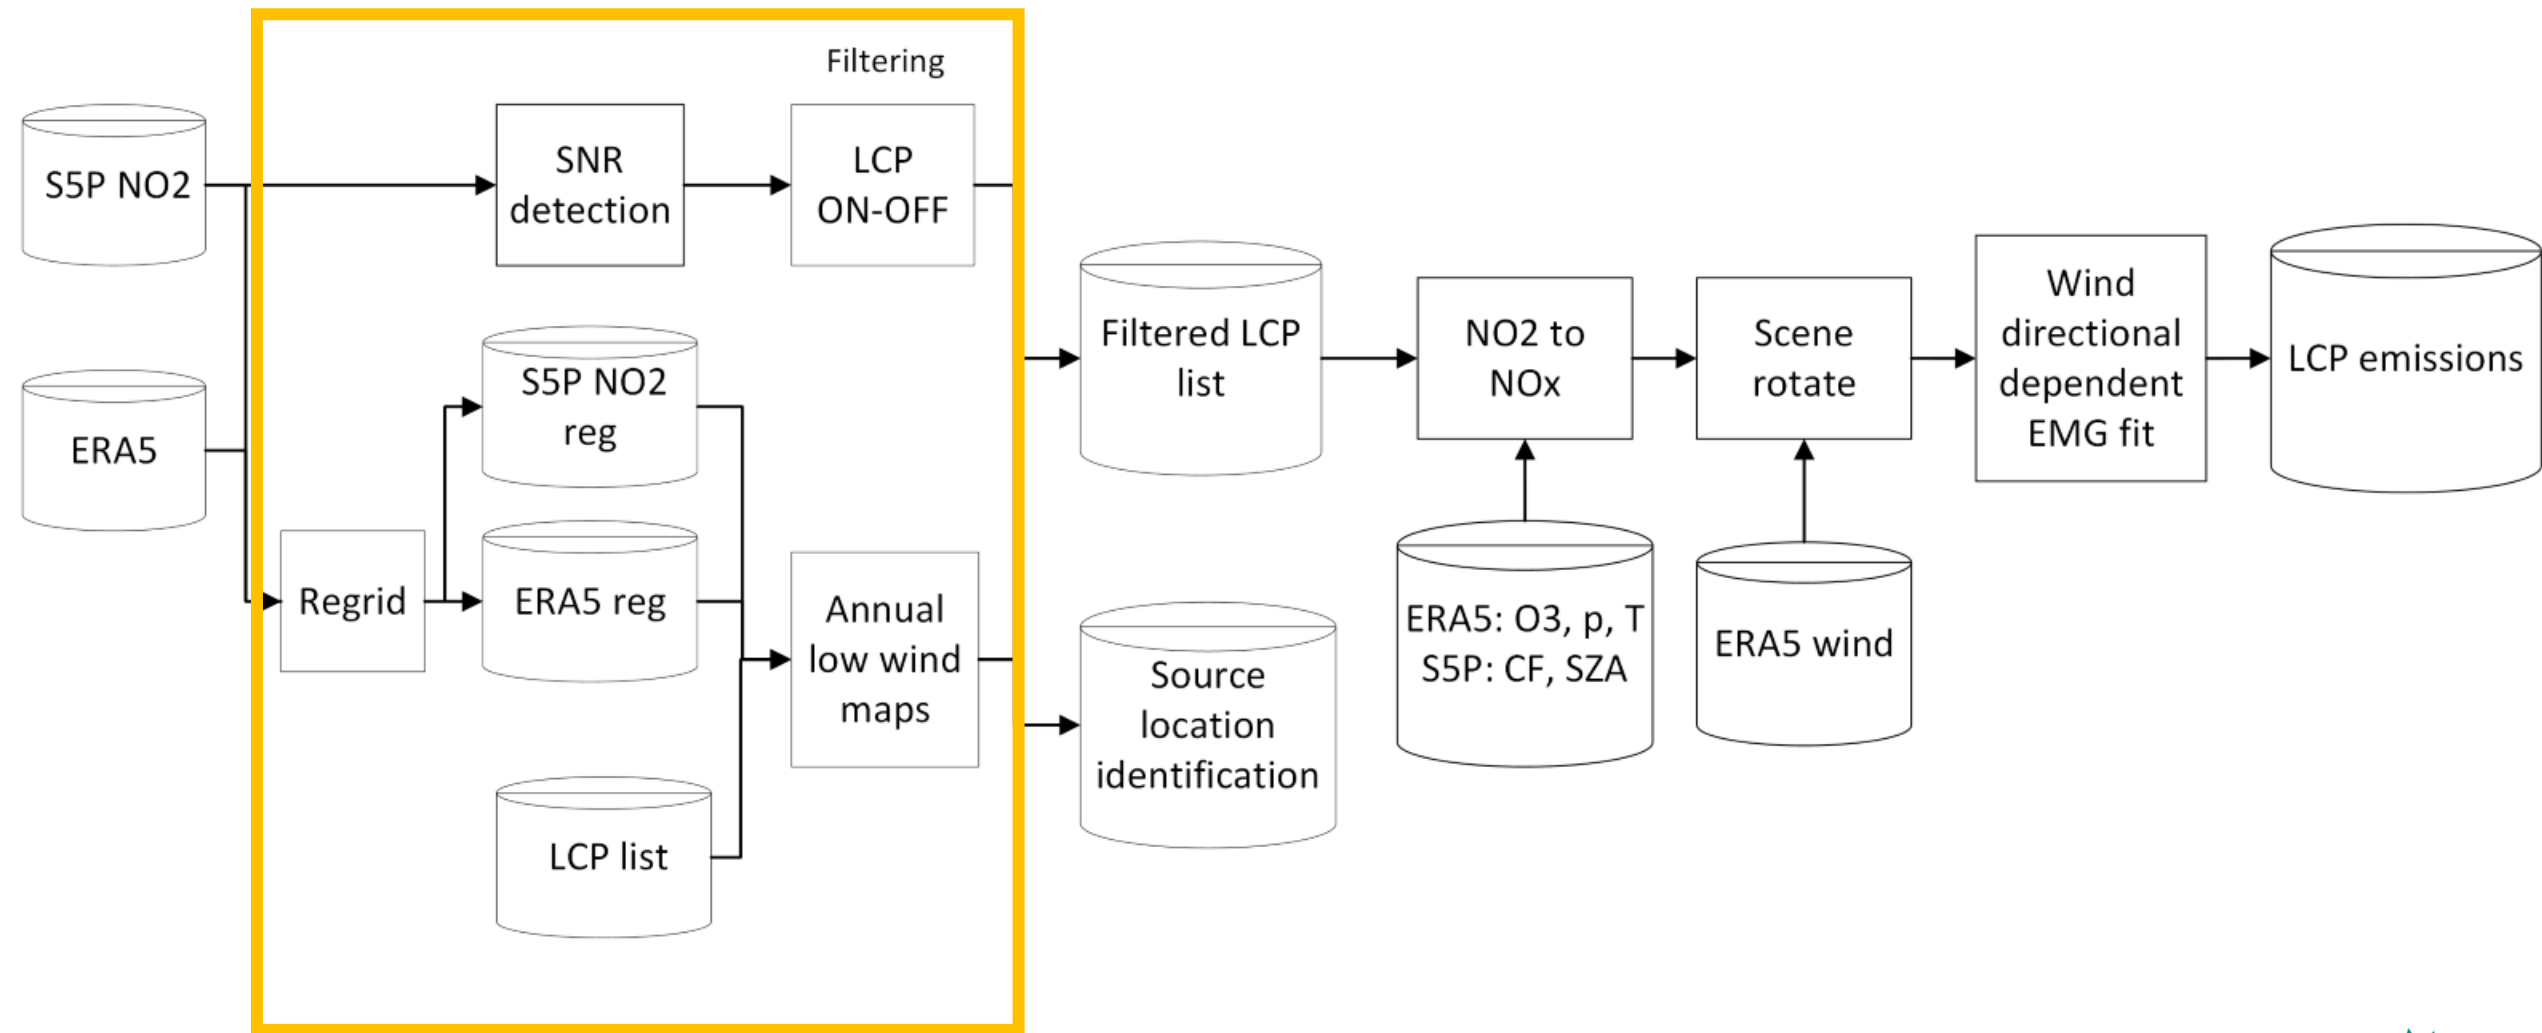 Filtering
S5P NO2
SNR
detection
LCP
ON-OFF
ERA5
S5P NO2
reg
Regrid
ERA5 reg
Annual
low wind
maps
LCP list
Filtered LCP
list
Source
location
identification
NO2 to
NOx
ERA5: O3, p, T
S5P: CF, SZA
Scene
rotate
ERA5 wind
Wind
directional
dependent
EMG fit
LCP emissions